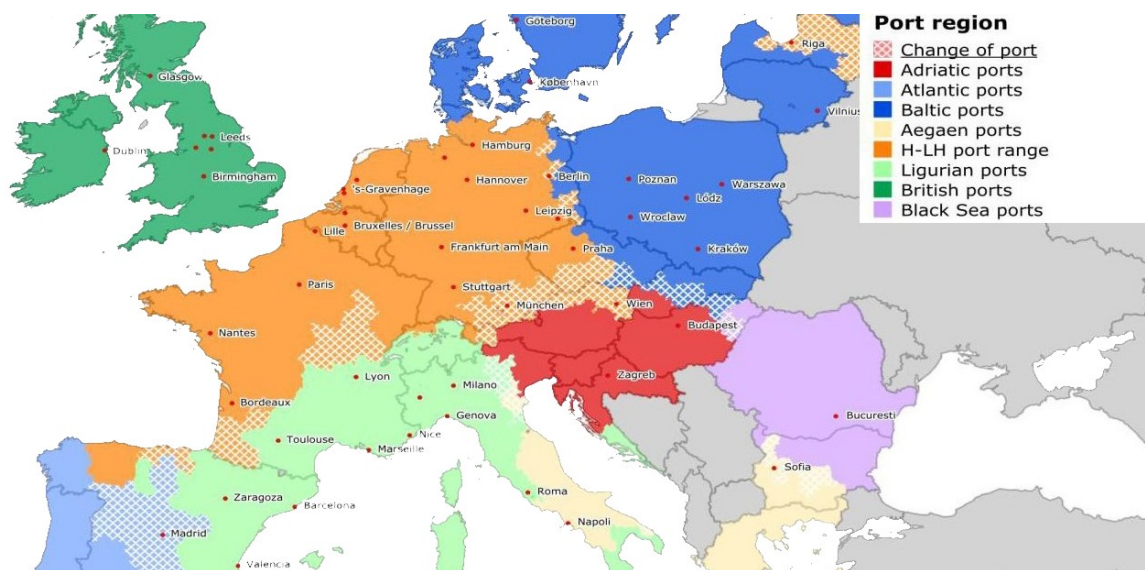 Port region
Change of port
Adriatic ports
Atlantic ports
Baltic ports
Aegaen ports
H-LH port range
Ligurian ports
British ports
Black Sea ports
Göteborg
Riga
Glasgow
København
Vilnius
Leeds
Dublin
Hamburg
Birmingham
's-Gravenhage
Hannover
Berlin
Poznan
Warszawa
Lódz
Leipzig
Wroclaw
Bruxelles / Brussel
Lille
Frankfurt am Main
Praha
Kraków
Paris
Stuttgart
München
Wien
Nantes
Budapest
Lyon
Milano
Zagreb
Bordeaux
Genova
Bucuresti
Toulouse
Nice
Marseille
Sofia
Zaragoza
Barcelona
Roma
Napoli
Madrid
Valencia